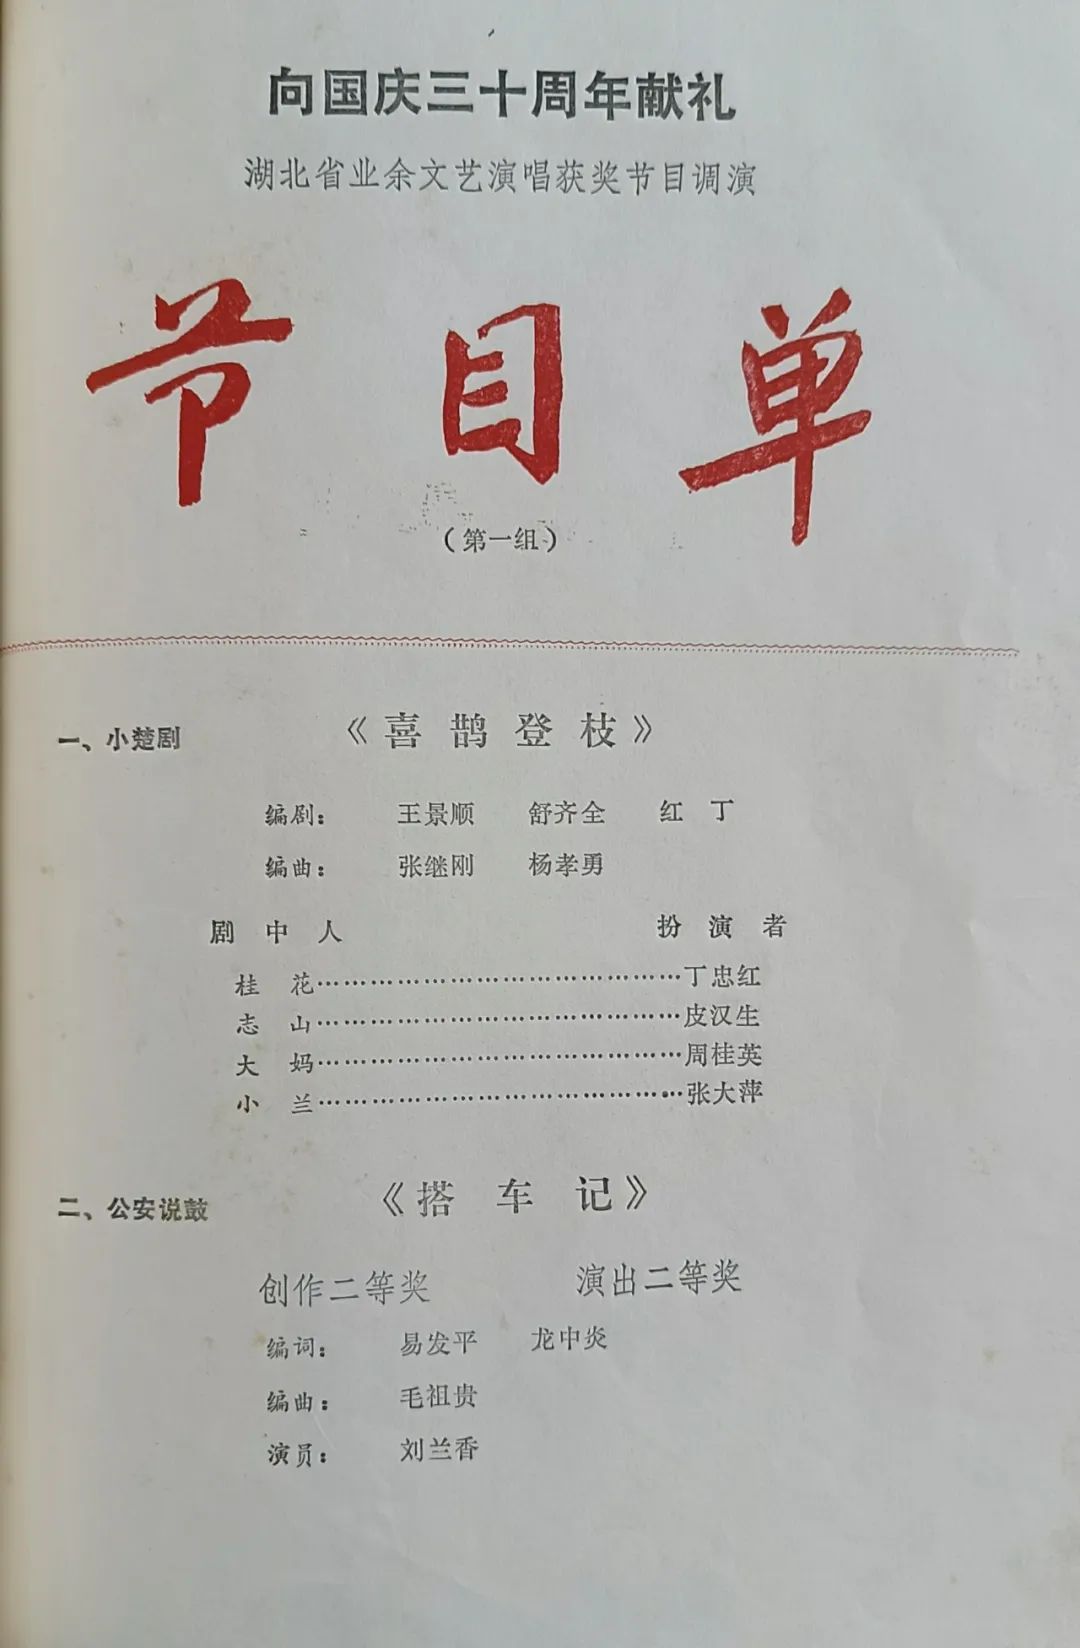 向国庆三十周年献礼
湖北省业余文艺演唱获奖节目调演
节目单
（第一组）
一、小楚剧 《喜鹊登枝》
编剧： 王景顺 舒齐全 红丁
编曲： 张继刚 杨孝勇
剧中人 扮演者
桂花……………………………………丁忠红
志山……………………………………皮汉生
大妈……………………………………周桂英
小兰……………………………………张大萍
二、公安说鼓 《搭车记》
创作二等奖 演出二等奖
编词： 易发平 龙中炎
编曲： 毛祖贵
演员： 刘兰香